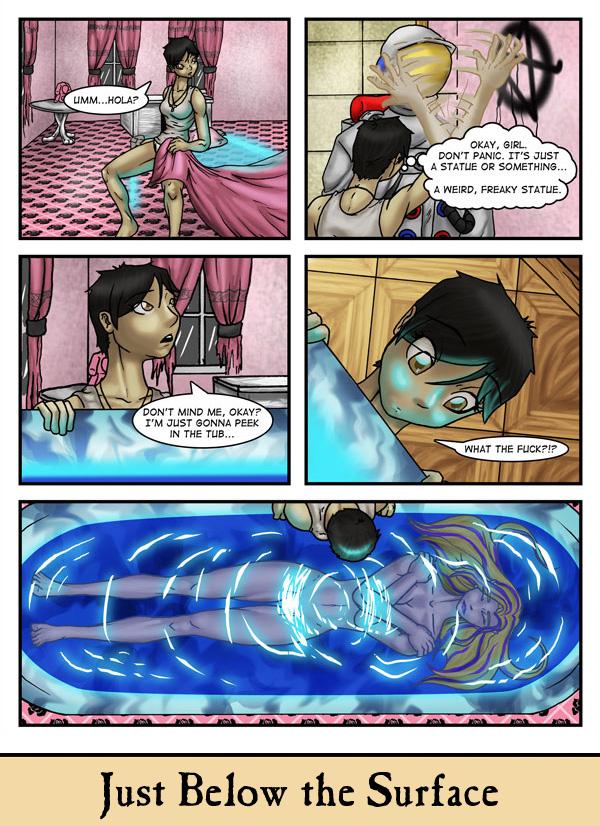 UMM...HOLA?
OKAY, GIRL.
DON'T PANIC. IT'S JUST
A STATUE OR SOMETHING...
A WEIRD, FREAKY STATUE.
DON'T MIND ME, OKAY?
I'M JUST GONNA PEEK
IN THE TUB...
WHAT THE FUCK?!?
Just Below the Surface